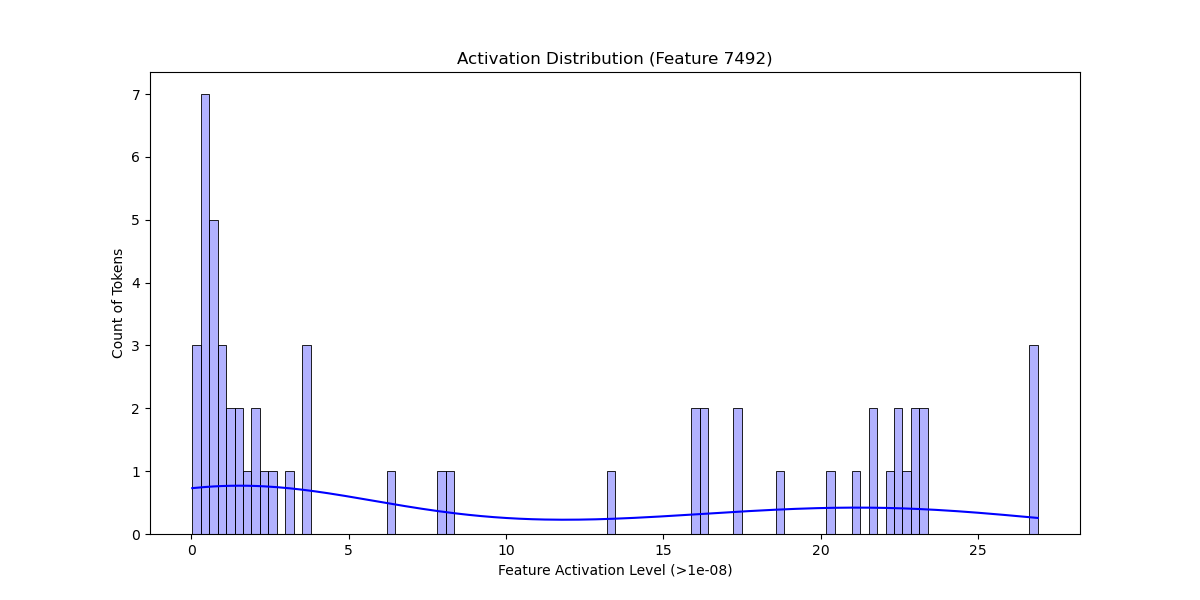 Activation Distribution (Feature 7492)
7
6
5
4
3
2
1
0
Count of Tokens
0 5 10 15 20 25
Feature Activation Level (>1e-08)